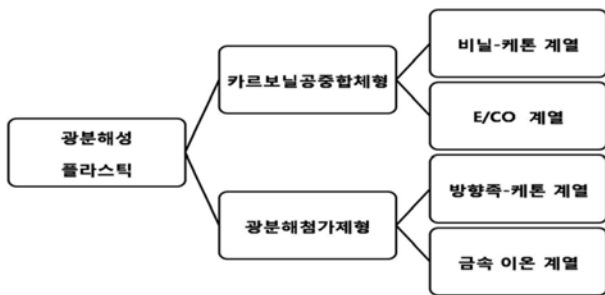 광분해성
플라스틱
카르보닐공중합체형
비닐-케톤 계열
E/CO 계열
광분해첨가제형
방향족-케톤 계열
금속 이온 계열